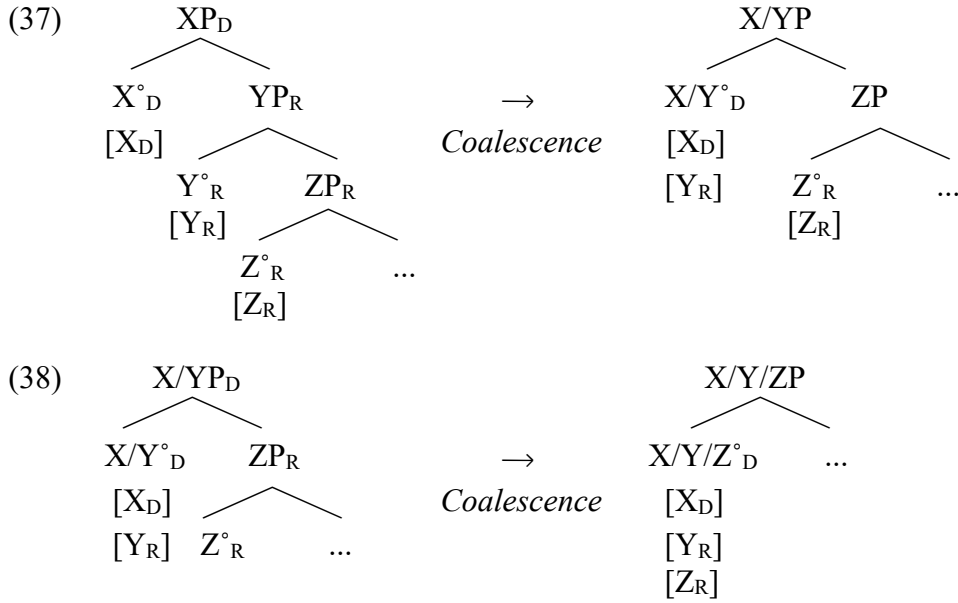 (37) XP_D X/YP
X°_D YP_R → X/Y°_D ZP
[X_D] Coalescence [X_D]
Y°_R ZP_R [Y_R] Z°_R ...
[Y_R] [Z_R]
Z°_R ...
[Z_R]
(38) X/YP_D X/Y/ZP
X/Y°_D ZP_R → X/Y/Z°_D ...
[X_D] Coalescence [X_D]
[Y_R] Z°_R ... [Y_R]
[Z_R]